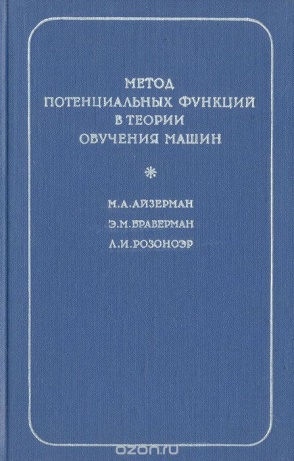 МЕТОД
ПОТЕНЦИАЛЬНЫХ ФУНКЦИЙ
В ТЕОРИИ
ОБУЧЕНИЯ МАШИН
*
М.А.АЙЗЕРМАН
Э.М.БРАВЕРМАН
Л.И.РОЗОНОЭР
ozon.ru